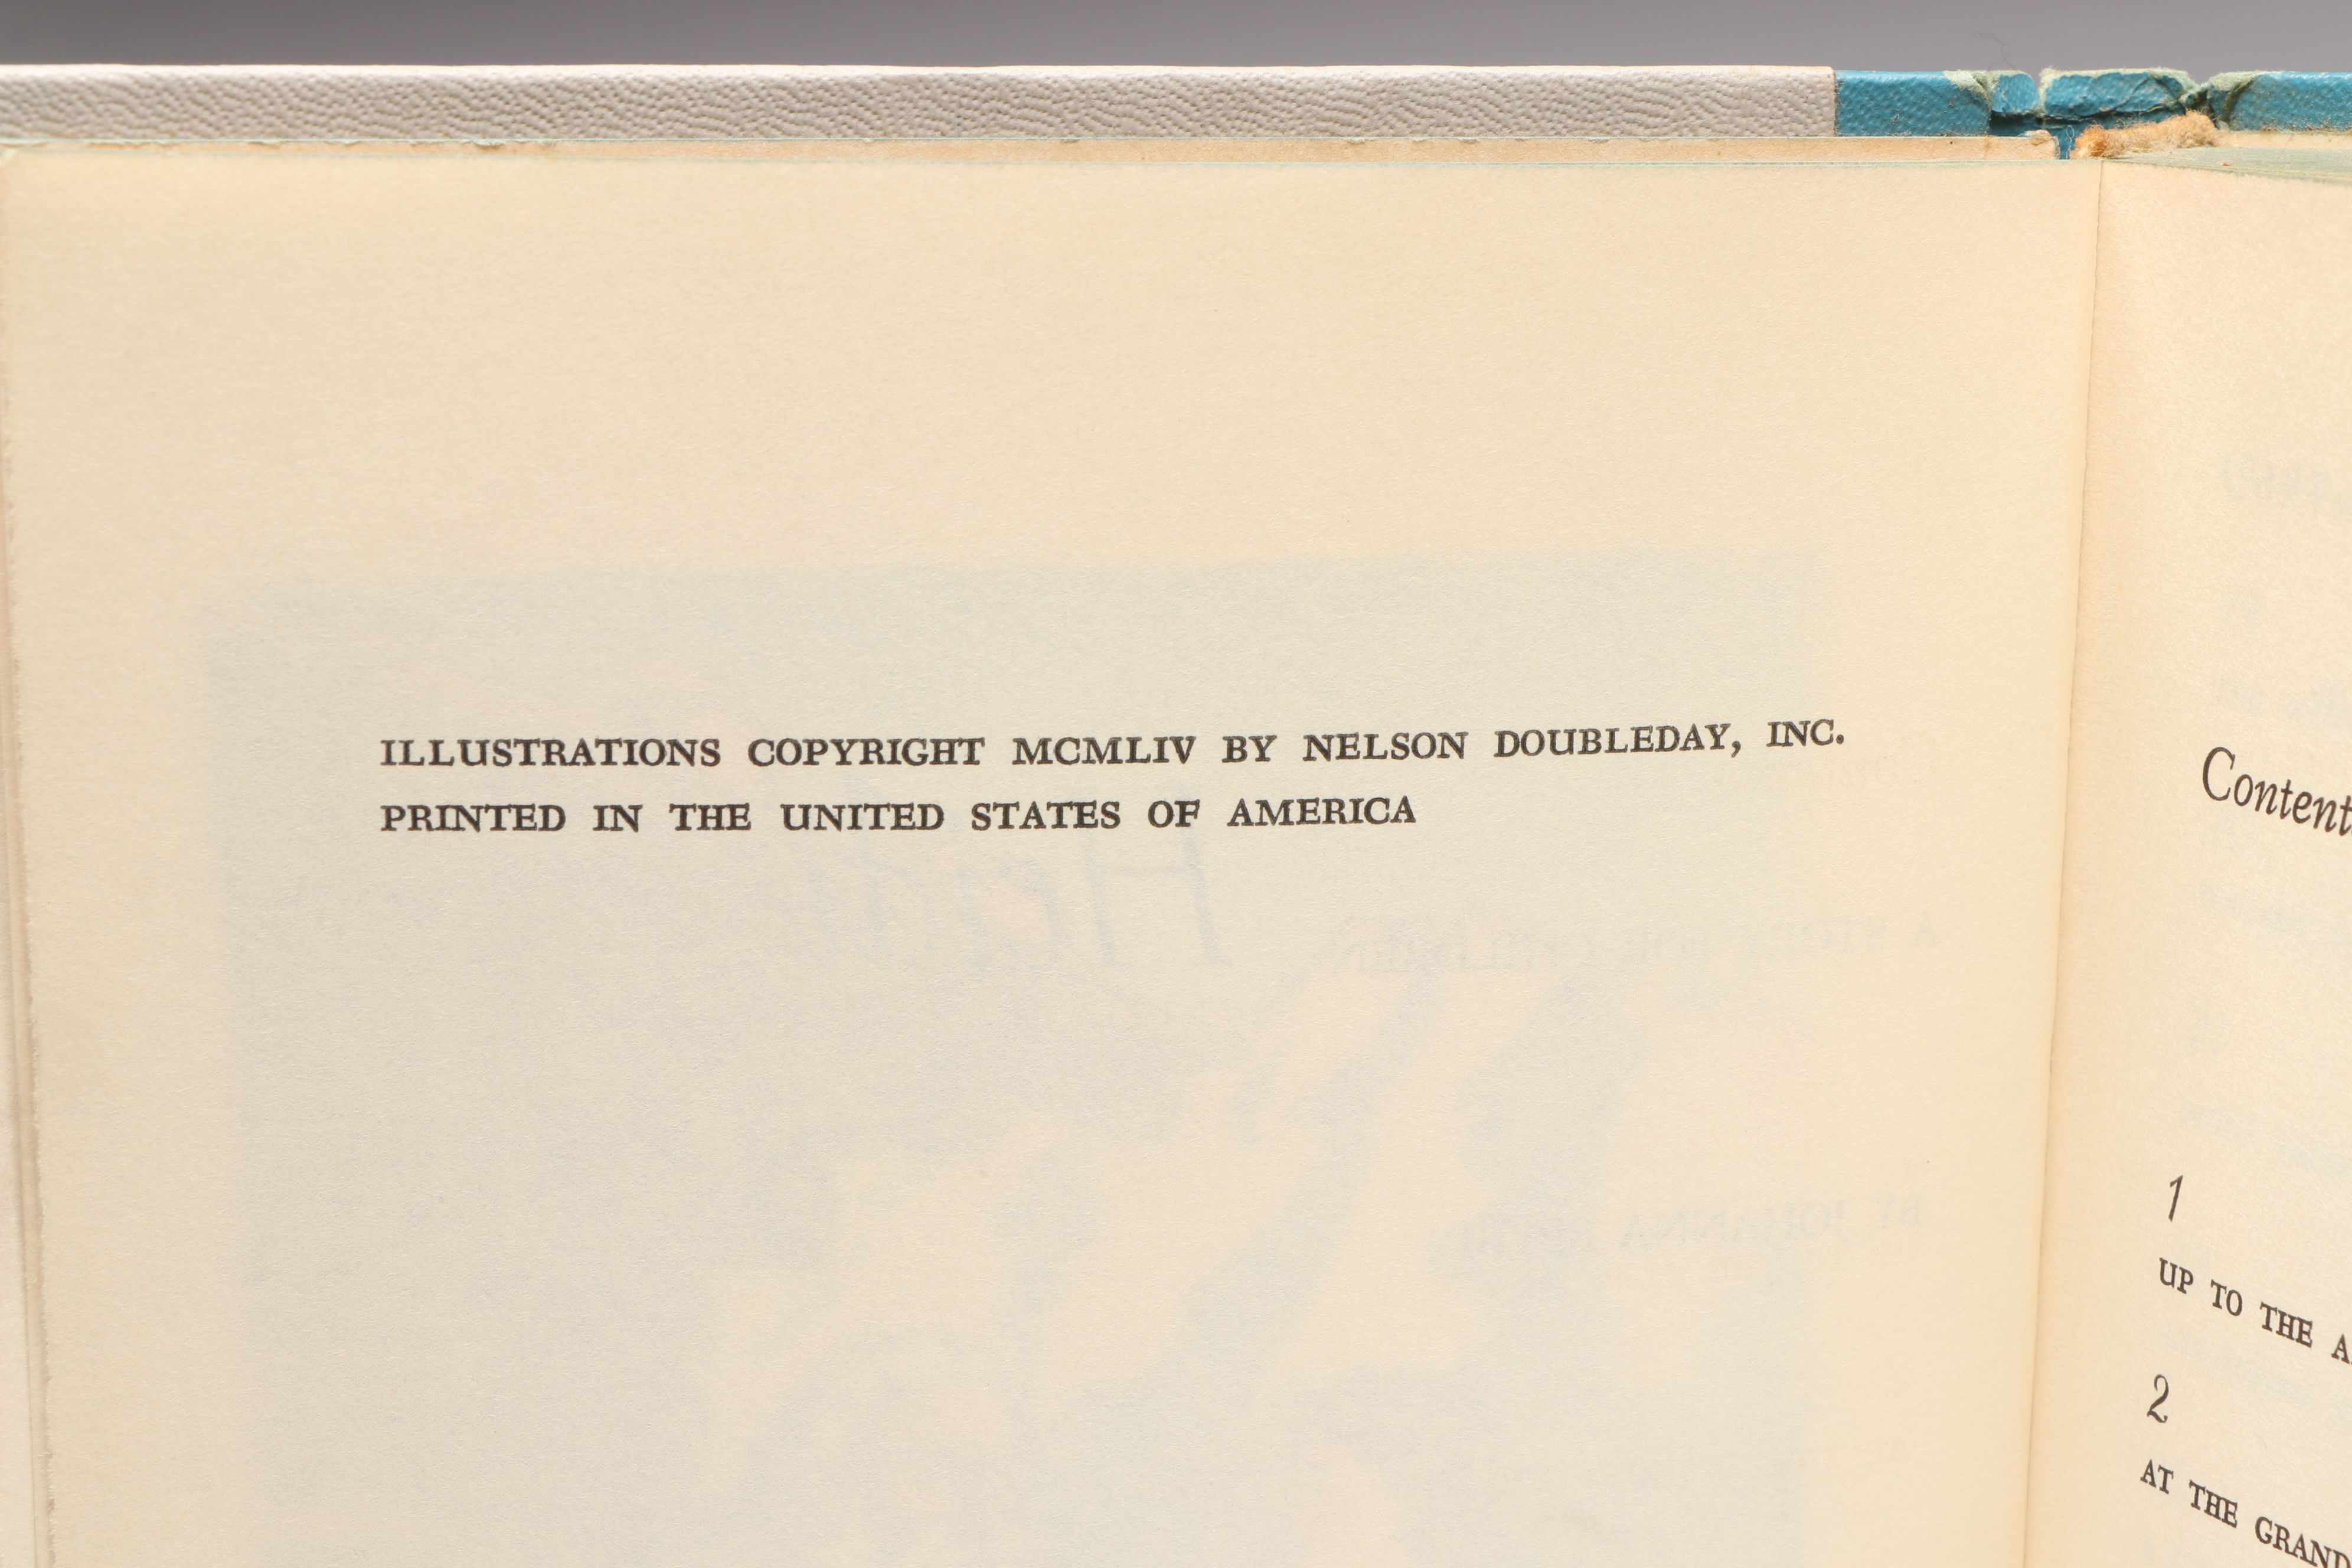 ILLUSTRATIONS COPYRIGHT MCMLIV BY NELSON DOUBLEDAY, INC.
PRINTED IN THE UNITED STATES OF AMERICA
Content
1
UP TO THE A
2
AT THE GRAND